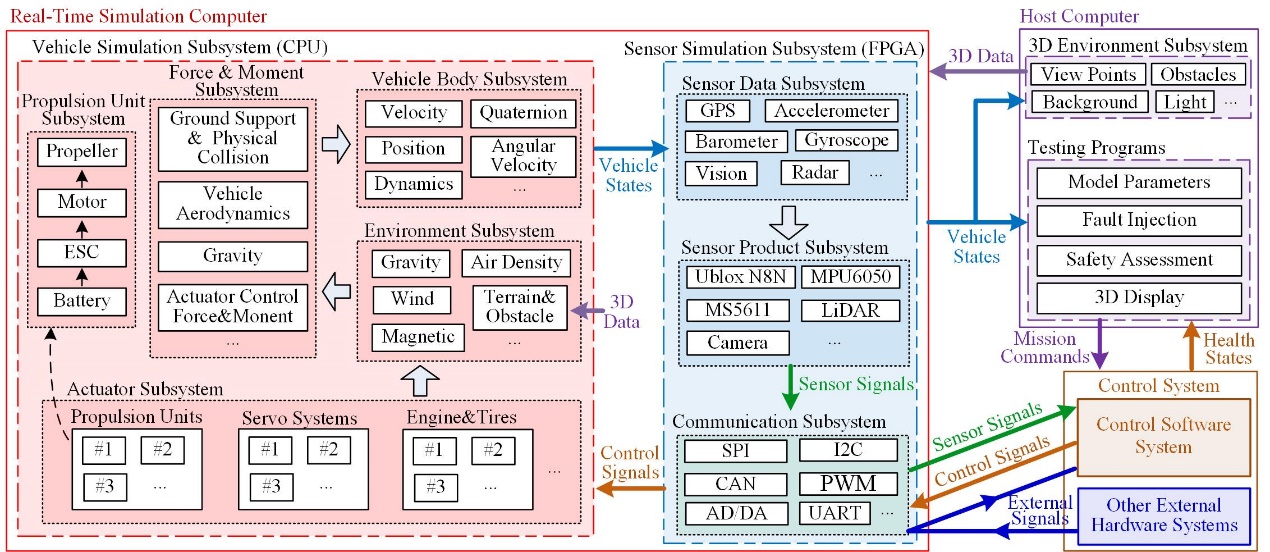 Real-Time Simulation Computer
Vehicle Simulation Subsystem (CPU)
Propulsion Unit
Subsystem
Propeller
Motor
ESC
Battery
Force & Moment
Subsystem
Ground Support
& Physical
Collision
Vehicle
Aerodynamics
Gravity
Actuator Control
Force&Monent
...
Vehicle Body Subsystem
Velocity
Quaternion
Position
Angular
Velocity
Dynamics
...
Environment Subsystem
Gravity
Air Density
Wind
Terrain&
Obstacle
Magnetic
...
3D
Data
Actuator Subsystem
Propulsion Units
#1
#2
#3
...
Servo Systems
#1
#2
#3
...
Engine&Tires
#1
#2
#3
...
...
Vehicle
States
Control
Signals
Sensor Simulation Subsystem (FPGA)
Sensor Data Subsystem
GPS
Accelerometer
Barometer
Gyroscope
Vision
Radar
...
Sensor Product Subsystem
Ublox N8N
MPU6050
MS5611
LiDAR
Camera
...
Sensor Signals
Communication Subsystem
SPI
I2C
CAN
PWM
AD/DA
UART
...
3D Data
Vehicle
States
Host Computer
3D Environment Subsystem
View Points
Obstacles
Background
Light
...
Testing Programs
Model Parameters
Fault Injection
Safety Assessment
3D Display
Mission
Commands
Health
States
Control System
Control Software
System
Other External
Hardware Systems
Sensor Signals
Control Signals
External
Signals